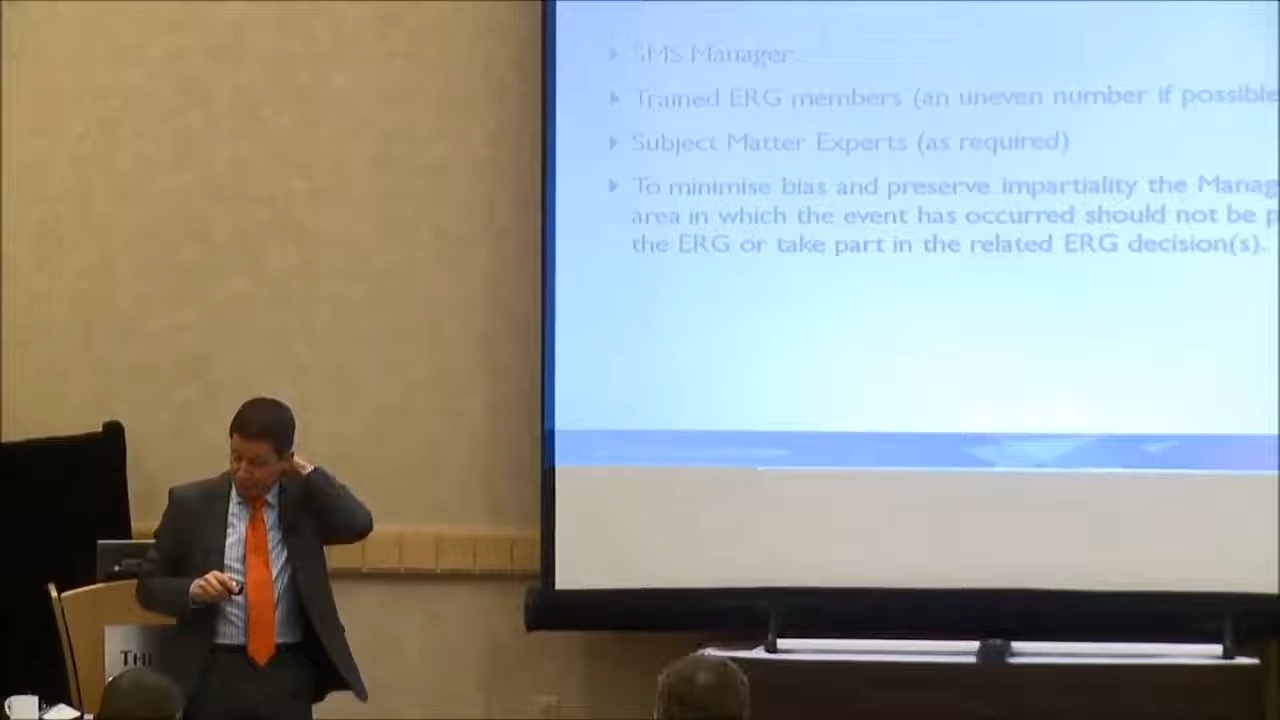 SMS Manager
Trained ERG members (an uneven number if possible
Subject Matter Experts (as required)
To minimise bias and preserve impartiality the Manag
area in which the event has occurred should not be p
the ERG or take part in the related ERG decision(s).
THE